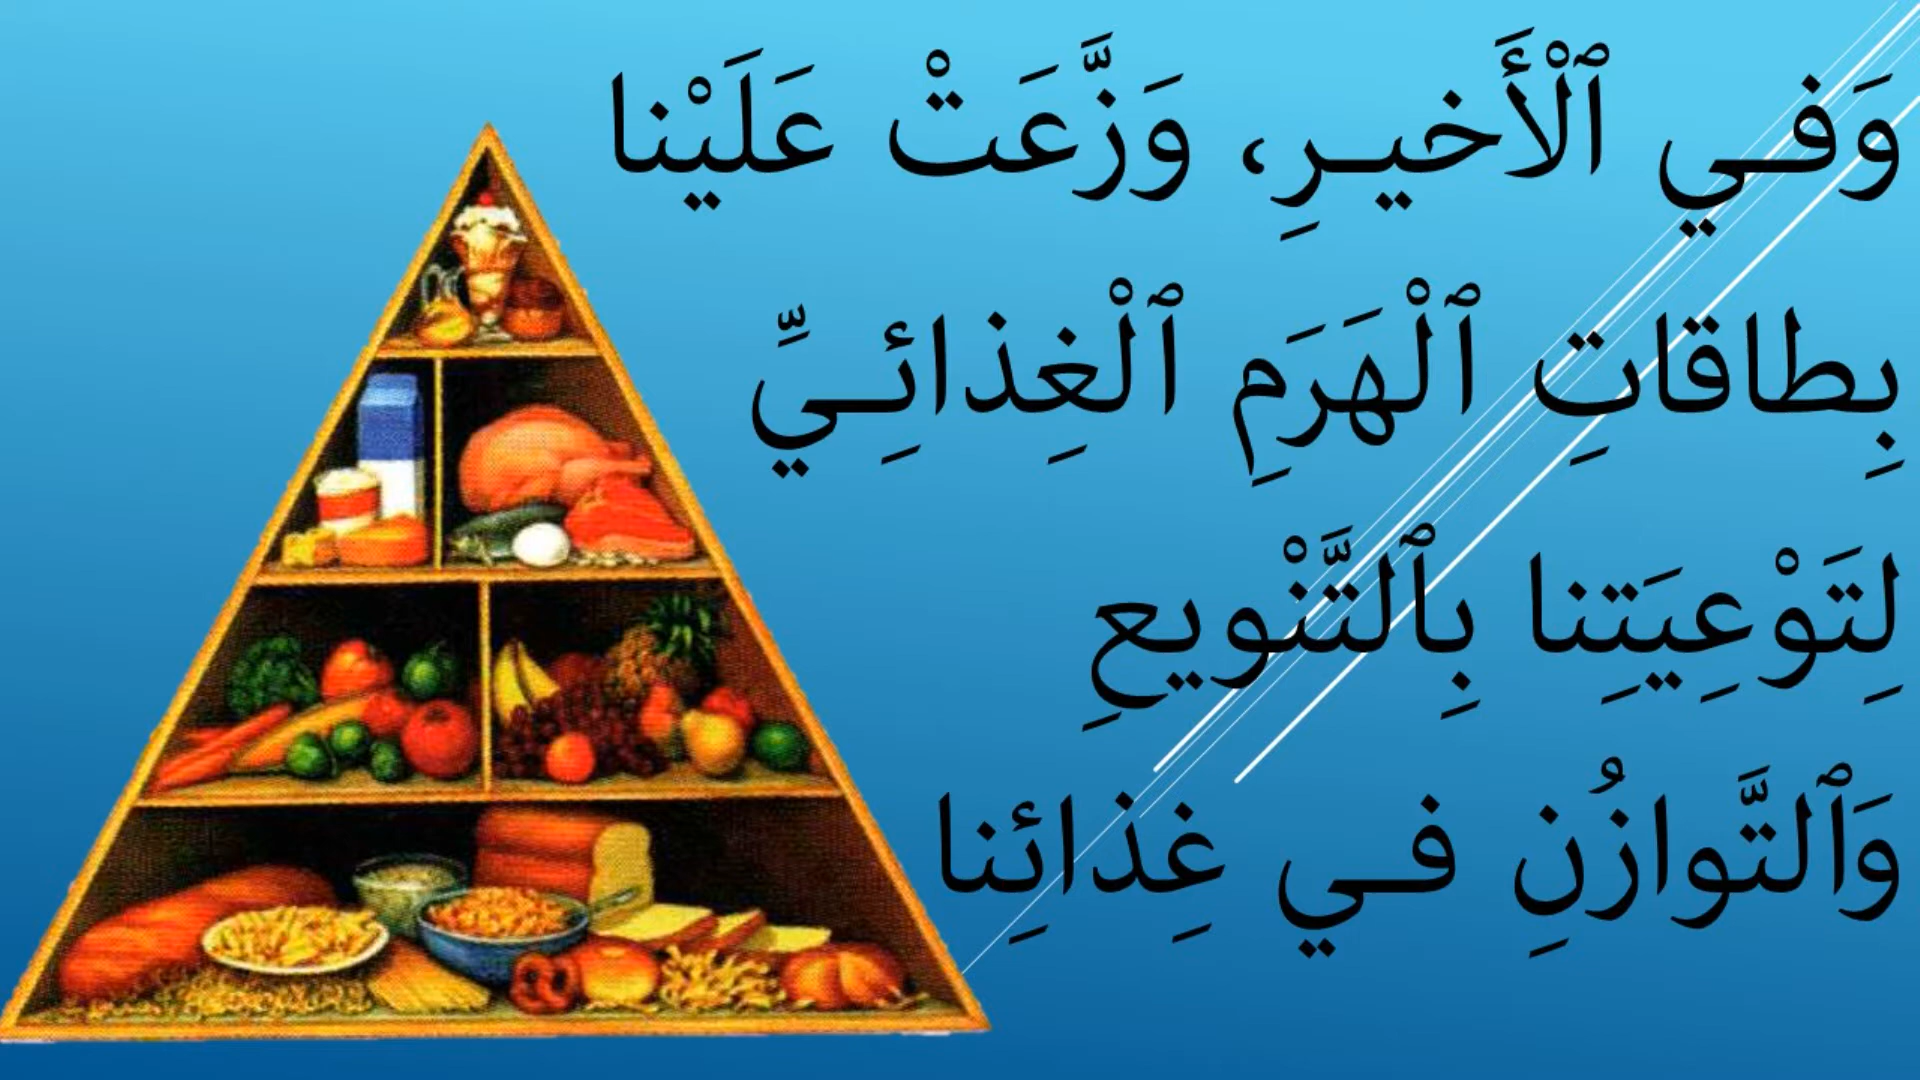 وَفـي ٱلْأَخيـرِ، وَزَّعَتْ عَلَيْنا
بِطاقاتِ ٱلْهَرَمِ ٱلْغِذائِـيِّ
لِتَوْعِيَتِنا بِٱلتَّنْويعِ
وَٱلتَّوازُنِ فـي غِذائِنا